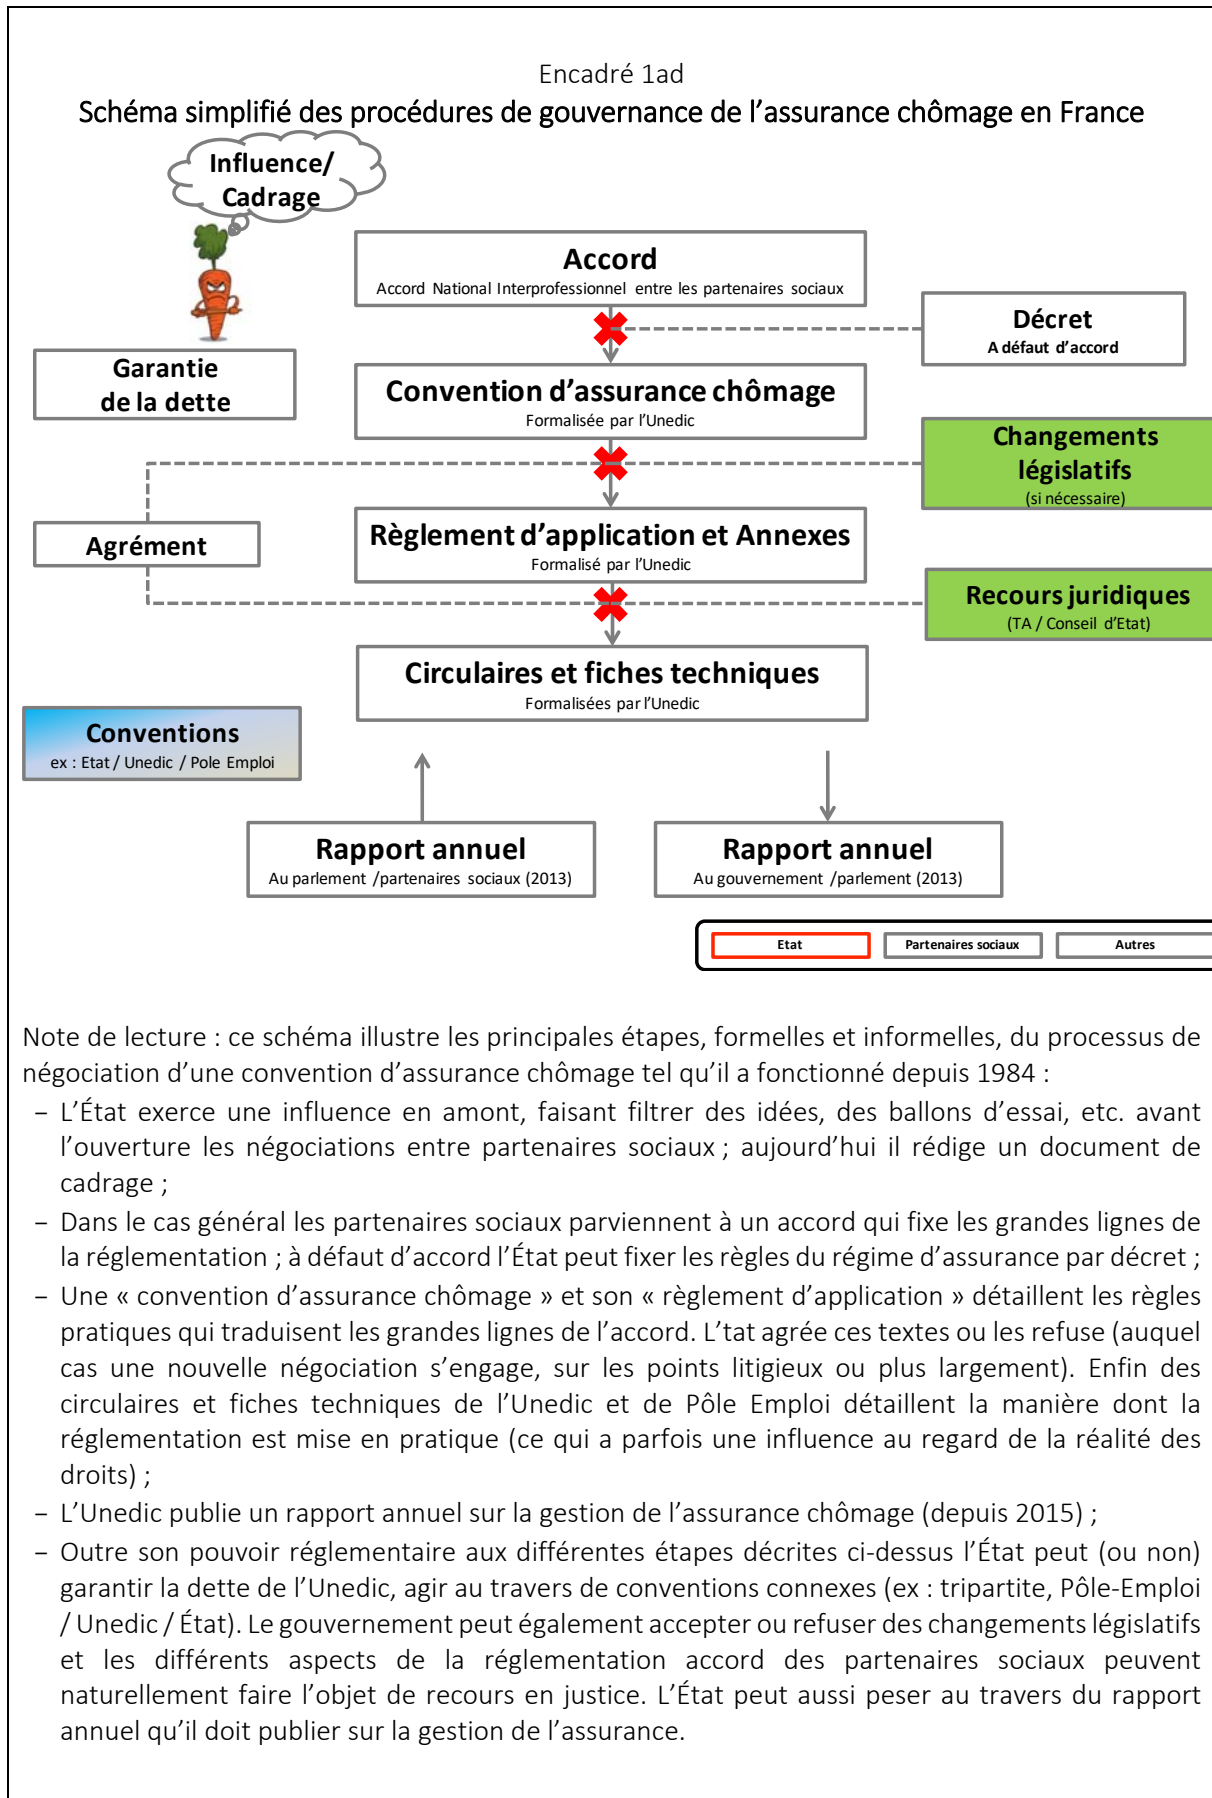 Encadré 1ad
Schéma simplifié des procédures de gouvernance de l’assurance chômage en France
Influence/
Cadrage
Accord
Accord National Interprofessionnel entre les partenaires sociaux
Décret
A défaut d’accord
Garantie
de la dette
Convention d’assurance chômage
Formalisée par l’Unedic
Changements
législatifs
(si nécessaire)
Agrément
Règlement d’application et Annexes
Formalisé par l’Unedic
Recours juridiques
(TA / Conseil d’Etat)
Circulaires et fiches techniques
Formalisées par l’Unedic
Conventions
ex : Etat / Unedic / Pole Emploi
Rapport annuel
Au parlement /partenaires sociaux (2013)
Rapport annuel
Au gouvernement /parlement (2013)
Etat
Partenaires sociaux
Autres
Note de lecture : ce schéma illustre les principales étapes, formelles et informelles, du processus de
négociation d’une convention d’assurance chômage tel qu’il a fonctionné depuis 1984 :
– L’État exerce une influence en amont, faisant filtrer des idées, des ballons d’essai, etc. avant
l’ouverture les négociations entre partenaires sociaux ; aujourd’hui il rédige un document de
cadrage ;
– Dans le cas général les partenaires sociaux parviennent à un accord qui fixe les grandes lignes de
la réglementation ; à défaut d’accord l’État peut fixer les règles du régime d’assurance par décret ;
– Une « convention d’assurance chômage » et son « règlement d’application » détaillent les règles
pratiques qui traduisent les grandes lignes de l’accord. L’tat agrée ces textes ou les refuse (auquel
cas une nouvelle négociation s’engage, sur les points litigieux ou plus largement). Enfin des
circulaires et fiches techniques de l’Unedic et de Pôle Emploi détaillent la manière dont la
réglementation est mise en pratique (ce qui a parfois une influence au regard de la réalité des
droits) ;
– L’Unedic publie un rapport annuel sur la gestion de l’assurance chômage (depuis 2015) ;
– Outre son pouvoir réglementaire aux différentes étapes décrites ci-dessus l’État peut (ou non)
garantir la dette de l’Unedic, agir au travers de conventions connexes (ex : tripartite, Pôle-Emploi
/ Unedic / État). Le gouvernement peut également accepter ou refuser des changements législatifs
et les différents aspects de la réglementation accord des partenaires sociaux peuvent
naturellement faire l’objet de recours en justice. L’État peut aussi peser au travers du rapport
annuel qu’il doit publier sur la gestion de l’assurance.